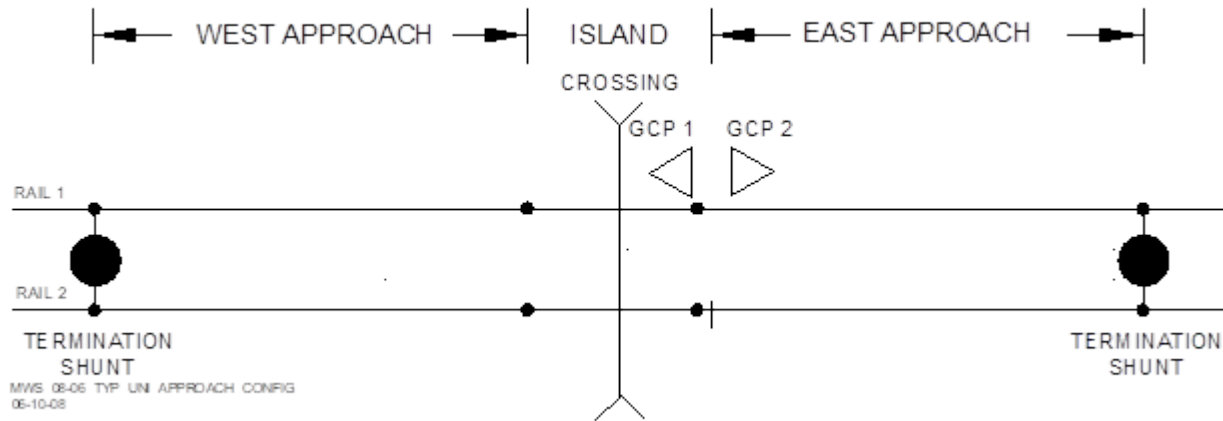 WEST APPROACH
ISLAND
EAST APPROACH
CROSSING
GCP 1
GCP 2
RAIL 1
RAIL 2
TERMINATION
SHUNT
TERMINATION
SHUNT
MWS 08-06 TYP UNI APPROACH CONFIG
06-10-08